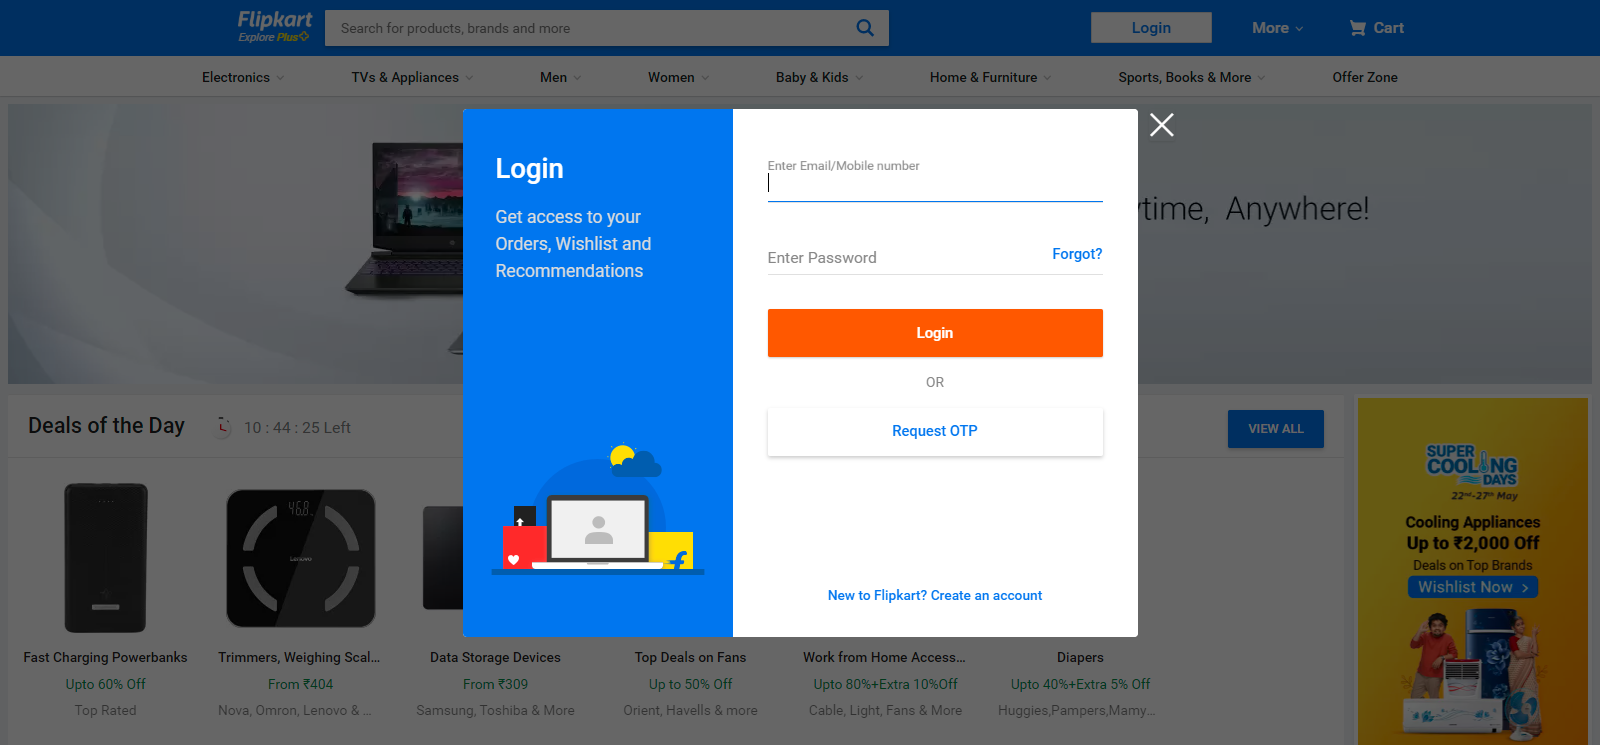 Flipkart
Explore Plus
Search for products, brands and more
Login
More
Cart
Electronics
TVs & Appliances
Men
Women
Baby & Kids
Home & Furniture
Sports, Books & More
Offer Zone
Login
Get access to your
Orders, Wishlist and
Recommendations
Enter Email/Mobile number
Enter Password
Forgot?
Login
OR
Request OTP
New to Flipkart? Create an account
Anywhere!
Deals of the Day
10 : 44 : 25 Left
VIEW ALL
46.8
Lenovo
Fast Charging Powerbanks
Upto 60% Off
Top Rated
Trimmers, Weighing Scal...
From ₹404
Nova, Omron, Lenovo & ...
Data Storage Devices
From ₹309
Samsung, Toshiba & More
Top Deals on Fans
Up to 50% Off
Orient, Havells & more
Work from Home Access...
Upto 80%+Extra 10%Off
Cable, Light, Fans & More
Diapers
Upto 40%+Extra 5% Off
Huggies,Pampers,Mamy...
SUPER
COOLING
DAYS
22nd-27th May
Cooling Appliances
Up to ₹2,000 Off
Deals on Top Brands
Wishlist Now >